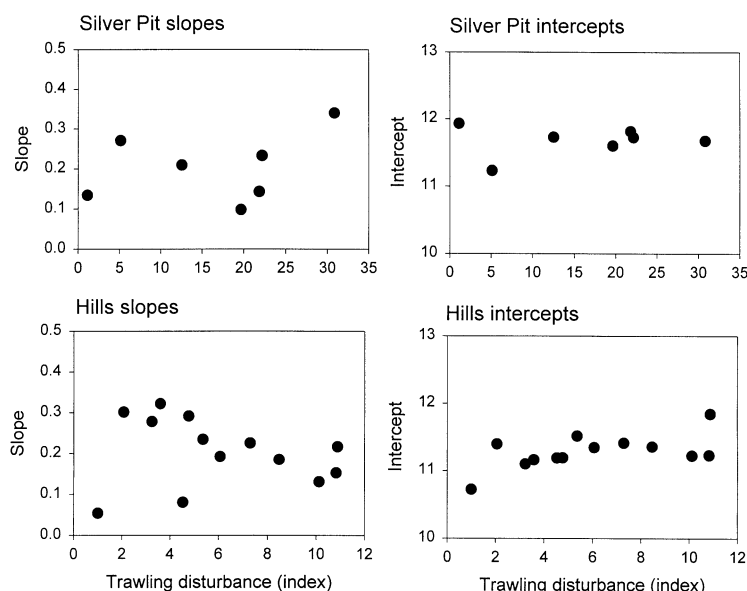 Silver Pit slopes
0.5
0.4
0.3
0.2
0.1
0.0
Slope
0 5 10 15 20 25 30 35
Silver Pit intercepts
13
12
11
10
Intercept
0 5 10 15 20 25 30 35
Hills slopes
0.5
0.4
0.3
0.2
0.1
0.0
Slope
0 2 4 6 8 10 12
Trawling disturbance (index)
Hills intercepts
13
12
11
10
Intercept
0 2 4 6 8 10 12
Trawling disturbance (index)